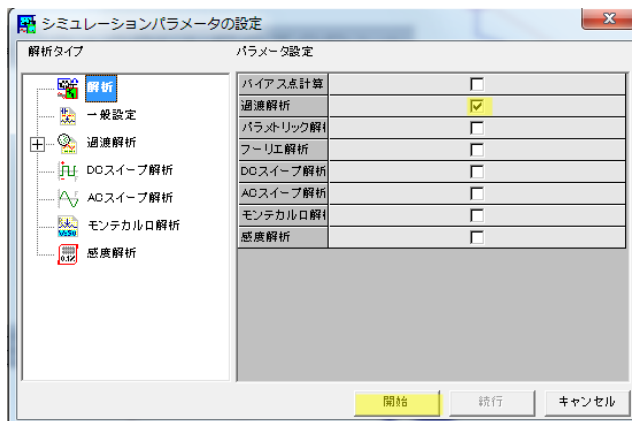 シミュレーションパラメータの設定
解析タイプ
パラメータ設定
解析
一般設定
過渡解析
DCスイープ解析
ACスイープ解析
モンテカルロ解析
感度解析
バイアス点計算
過渡解析
パラメトリック解析
フーリエ解析
DCスイープ解析
ACスイープ解析
モンテカルロ解析
感度解析
開始
続行
キャンセル